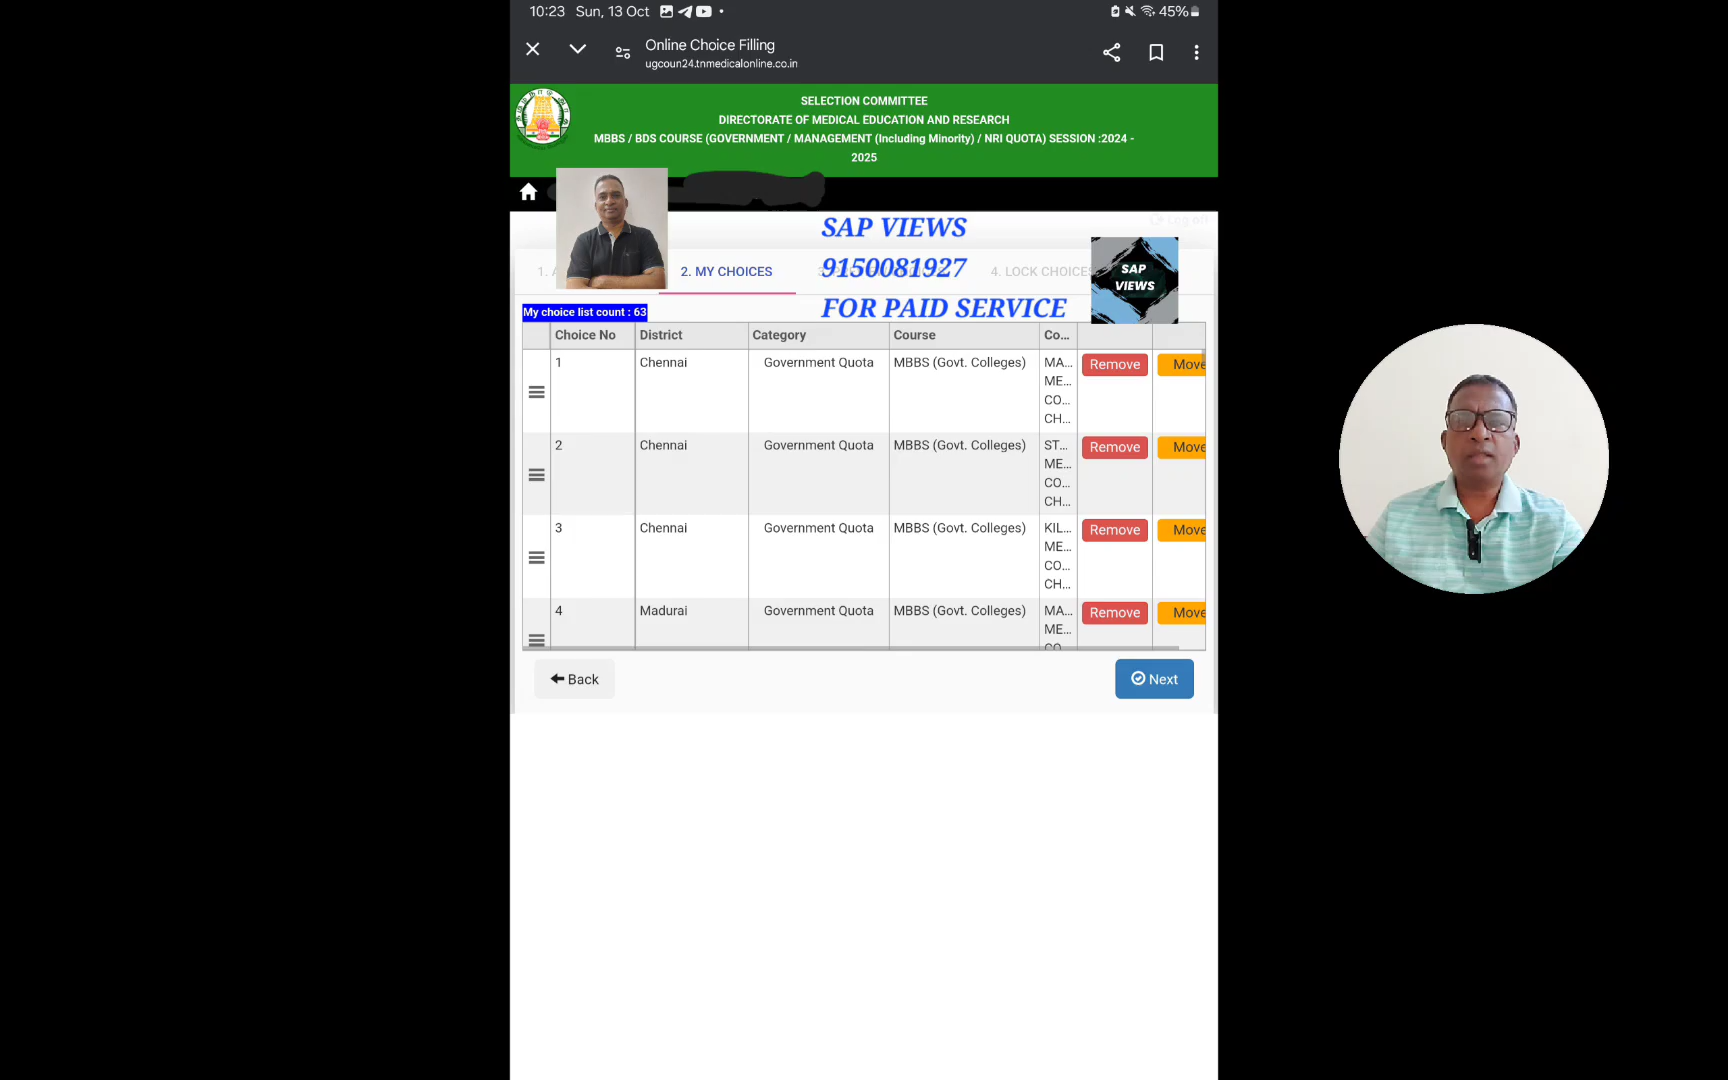 10:23 Sun, 13 Oct
45%
Online Choice Filling
ugcoun24.tnmedicalonline.co.in
SELECTION COMMITTEE
DIRECTORATE OF MEDICAL EDUCATION AND RESEARCH
MBBS / BDS COURSE (GOVERNMENT / MANAGEMENT (Including Minority) / NRI QUOTA) SESSION :2024 -
2025
Log off
SAP VIEWS
9150081927
FOR PAID SERVICE
SAP
VIEWS
2. MY CHOICES
4. LOCK CHOICES
My choice list count : 63
Choice No District Category Course Co...
1 Chennai Government Quota MBBS (Govt. Colleges) MA... Remove Move
ME...
CO...
CH...
2 Chennai Government Quota MBBS (Govt. Colleges) ST... Remove Move
ME...
CO...
CH...
3 Chennai Government Quota MBBS (Govt. Colleges) KIL... Remove Move
ME...
CO...
CH...
4 Madurai Government Quota MBBS (Govt. Colleges) MA... Remove Move
ME...
CO...
Back
Next